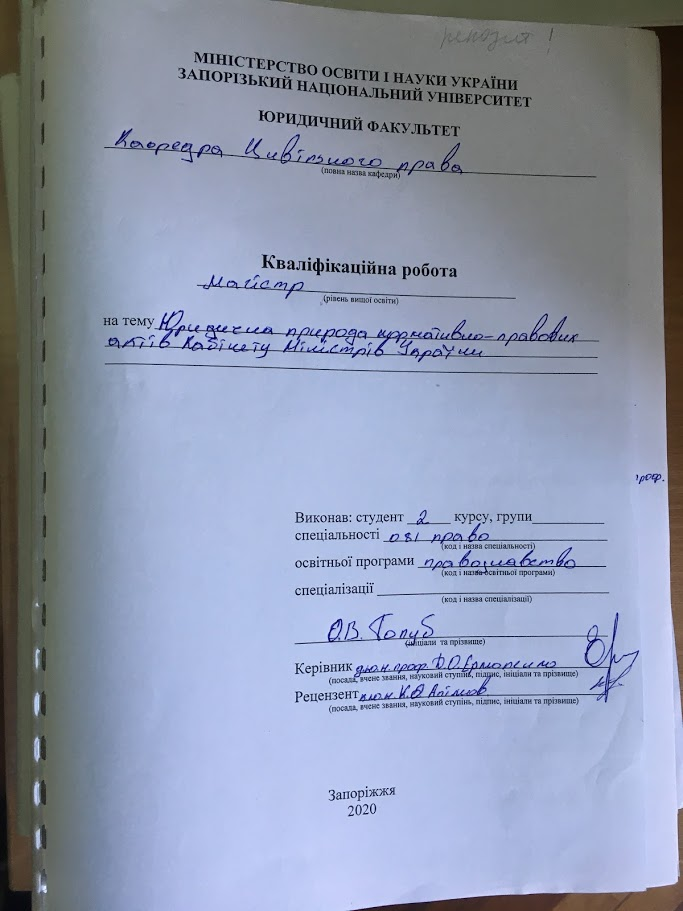 МІНІСТЕРСТВО ОСВІТИ І НАУКИ УКРАЇНИ
ЗАПОРІЗЬКИЙ НАЦІОНАЛЬНИЙ УНІВЕРСИТЕТ
ЮРИДИЧНИЙ ФАКУЛЬТЕТ
Кафедра Цивільного права
(повна назва кафедри)
Кваліфікаційна робота
магістр
(рівень вищої освіти)
на тему Юридична природа нормативно-правових
актів Кабінету Міністрів України
Виконав: студент 2 курсу, групи
спеціальності 081 право
(код і назва спеціальності)
освітньої програми правознавство
(код і назва освітньої програми)
спеціалізації
(код і назва спеціалізації)
О.В. Голуб
(ініціали та прізвище)
Керівник д.ю.н. проф. Д.О.
(посада, вчене звання, науковий ступінь, підпис, ініціали та прізвище)
Рецензент
(посада, вчене звання, науковий ступінь, підпис, ініціали та прізвище)
Запоріжжя
2020